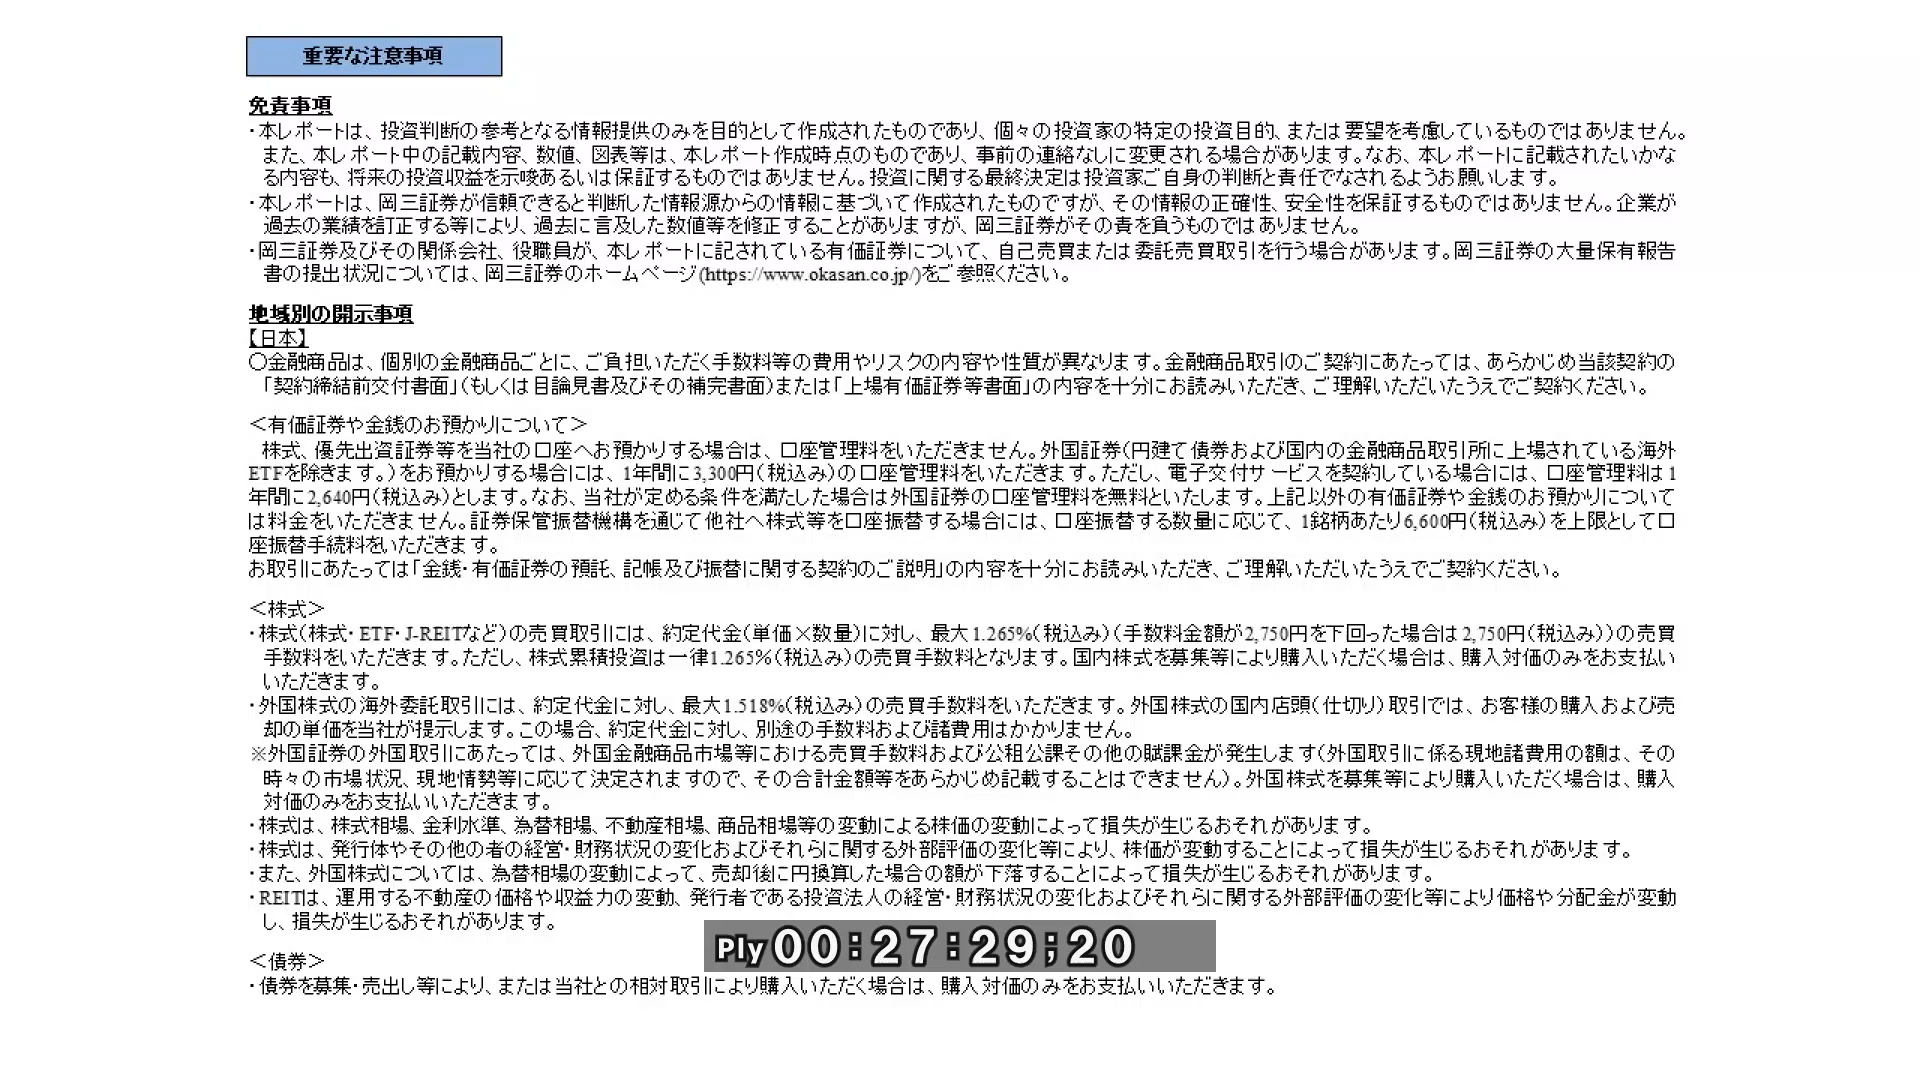 重要な注意事項
免責事項
・本レポートは、投資判断の参考となる情報提供のみを目的として作成されたものであり、個々の投資家の特定の投資目的、または要望を考慮しているものではありません。
また、本レポート中の記載内容、数値、図表等は、本レポート作成時点のものであり、事前の連絡なしに変更される場合があります。なお、本レポートに記載されたいかな
る内容も、将来の投資収益を示唆あるいは保証するものではありません。投資に関する最終決定は投資家ご自身の判断と責任でなされるようお願いします。
・本レポートは、岡三証券が信頼できると判断した情報源からの情報に基づいて作成されたものですが、その情報の正確性、安全性を保証するものではありません。企業が
過去の業績を訂正する等により、過去に言及した数値等を修正することがありますが、岡三証券がその責を負うものではありません。
・岡三証券及びその関係会社、役職員が、本レポートに記されている有価証券について、自己売買または委託売買取引を行う場合があります。岡三証券の大量保有報告
書の提出状況については、岡三証券のホームページ(https://www.okasan.co.jp/)をご参照ください。
地域別の開示事項
【日本】
〇金融商品は、個別の金融商品ごとに、ご負担いただく手数料等の費用やリスクの内容や性質が異なります。金融商品取引のご契約にあたっては、あらかじめ当該契約の
「契約締結前交付書面」(もしくは目論見書及びその補完書面)または「上場有価証券等書面」の内容を十分にお読みいただき、ご理解いただいたうえでご契約ください。
＜有価証券や金銭のお預かりについて＞
株式、優先出資証券等を当社の口座へお預かりする場合は、口座管理料をいただきません。外国証券(円建て債券および国内の金融商品取引所に上場されている海外
ETFを除きます。)をお預かりする場合には、1年間に3,300円(税込み)の口座管理料をいただきます。ただし、電子交付サービスを契約している場合には、口座管理料は1
年間に2,640円(税込み)とします。なお、当社が定める条件を満たした場合は外国証券の口座管理料を無料といたします。上記以外の有価証券や金銭のお預かりについて
は料金をいただきません。証券保管振替機構を通じて他社へ株式等を口座振替する場合には、口座振替する数量に応じて、1銘柄あたり6,600円(税込み)を上限として口
座振替手続料をいただきます。
お取引にあたっては「金銭・有価証券の預託、記帳及び振替に関する契約のご説明」の内容を十分にお読みいただき、ご理解いただいたうえでご契約ください。
＜株式＞
・株式(株式・ETF・J-REITなど)の売買取引には、約定代金(単価×数量)に対し、最大1.265%(税込み)(手数料金額が2,750円を下回った場合は2,750円(税込み))の売買
手数料をいただきます。ただし、株式累積投資は一律1.265%(税込み)の売買手数料となります。国内株式を募集等により購入いただく場合は、購入対価のみをお支払い
いただきます。
・外国株式の海外委託取引には、約定代金に対し、最大1.518%(税込み)の売買手数料をいただきます。外国株式の国内店頭(仕切り)取引では、お客様の購入および売
却の単価を当社が提示します。この場合、約定代金に対し、別途の手数料および諸費用はかかりません。
※外国証券の外国取引にあたっては、外国金融商品市場等における売買手数料および公租公課その他の賦課金が発生します(外国取引に係る現地諸費用の額は、その
時々の市場状況、現地情勢等に応じて決定されますので、その合計金額等をあらかじめ記載することはできません)。外国株式を募集等により購入いただく場合は、購入
対価のみをお支払いいただきます。
・株式は、株式相場、金利水準、為替相場、不動産相場、商品相場等の変動による株価の変動によって損失が生じるおそれがあります。
・株式は、発行体やその他の者の経営・財務状況の変化およびそれらに関する外部評価の変化等により、株価が変動することによって損失が生じるおそれがあります。
・また、外国株式については、為替相場の変動によって、売却後に円換算した場合の額が下落することによって損失が生じるおそれがあります。
・REITは、運用する不動産の価格や収益力の変動、発行者である投資法人の経営・財務状況の変化およびそれらに関する外部評価の変化等により価格や分配金が変動
し、損失が生じるおそれがあります。
Ply 00:27:29;20
＜債券＞
・債券を募集・売出し等により、または当社との相対取引により購入いただく場合は、購入対価のみをお支払いいただきます。